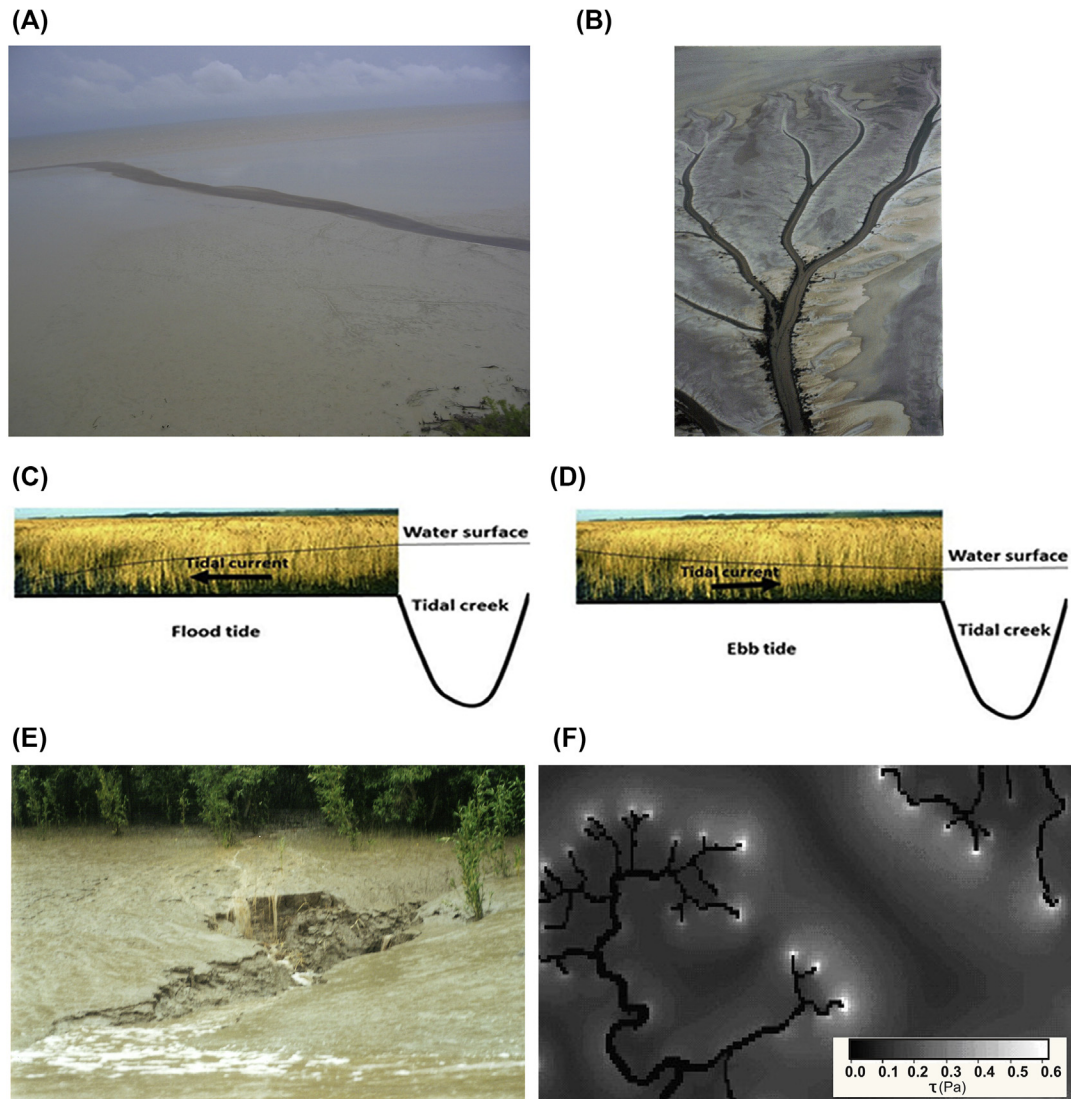 (A)
(B)
(C)
(D)
Water surface
Tidal current
Tidal creek
Flood tide
Water surface
Tidal current
Tidal creek
Ebb tide
(E)
(F)
0.0 0.1 0.2 0.3 0.4 0.5 0.6
τ (Pa)